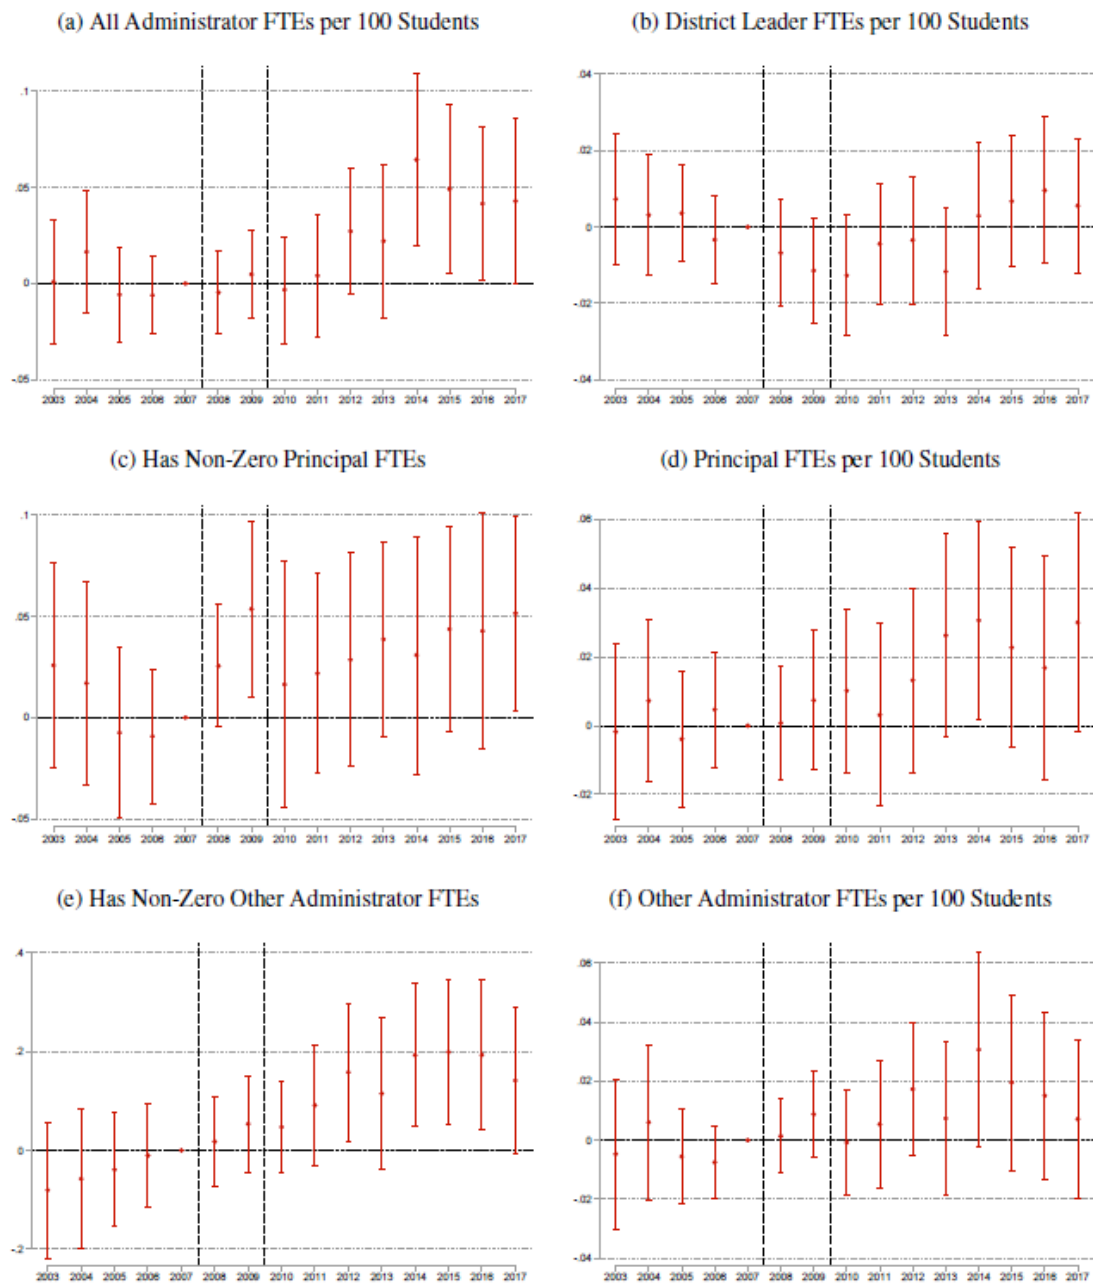 (a) All Administrator FTEs per 100 Students
.1
.05
0
-.05
2003 2004 2005 2006 2007 2008 2009 2010 2011 2012 2013 2014 2015 2016 2017
(b) District Leader FTEs per 100 Students
.04
.02
0
-.02
-.04
2003 2004 2005 2006 2007 2008 2009 2010 2011 2012 2013 2014 2015 2016 2017
(c) Has Non-Zero Principal FTEs
.1
.05
0
-.05
2003 2004 2005 2006 2007 2008 2009 2010 2011 2012 2013 2014 2015 2016 2017
(d) Principal FTEs per 100 Students
.06
.04
.02
0
-.02
2003 2004 2005 2006 2007 2008 2009 2010 2011 2012 2013 2014 2015 2016 2017
(e) Has Non-Zero Other Administrator FTEs
.4
.2
0
-.2
2003 2004 2005 2006 2007 2008 2009 2010 2011 2012 2013 2014 2015 2016 2017
(f) Other Administrator FTEs per 100 Students
.06
.04
.02
0
-.02
-.04
2003 2004 2005 2006 2007 2008 2009 2010 2011 2012 2013 2014 2015 2016 2017